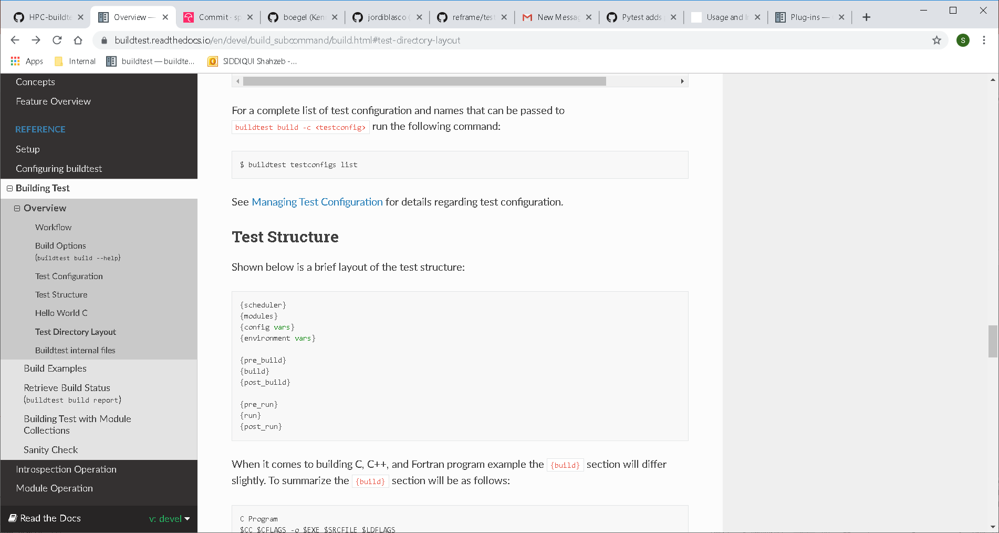 HPC-buildte
Overview —
Commit · sp
boegel (Ken
jordiblasco (
reframe/test
New Messag
Pytest adds
Usage and I
Plug-ins —
buildtest.readthedocs.io/en/devel/build_subcommand/build.html#test-directory-layout
S
Apps
Internal
buildtest — buildte...
SIDDIQUI Shahzeb -...
Concepts
Feature Overview
REFERENCE
Setup
Configuring buildtest
Building Test
Overview
Workflow
Build Options
(buildtest build --help)
Test Configuration
Test Structure
Hello World C
Test Directory Layout
Buildtest internal files
Build Examples
Retrieve Build Status
(buildtest build report)
Building Test with Module
Collections
Sanity Check
Introspection Operation
Module Operation
Read the Docs
v: devel
For a complete list of test configuration and names that can be passed to
buildtest build -c <testconfig> run the following command:
$ buildtest testconfigs list
See Managing Test Configuration for details regarding test configuration.
Test Structure
Shown below is a brief layout of the test structure:
{scheduler}
{modules}
{config vars}
{environment vars}
{pre_build}
{build}
{post_build}
{pre_run}
{run}
{post_run}
When it comes to building C, C++, and Fortran program example the {build} section will differ
slightly. To summarize the {build} section will be as follows:
C Program
$CC $CFLAGS -o $EXE $SRCFILE $LDFLAGS